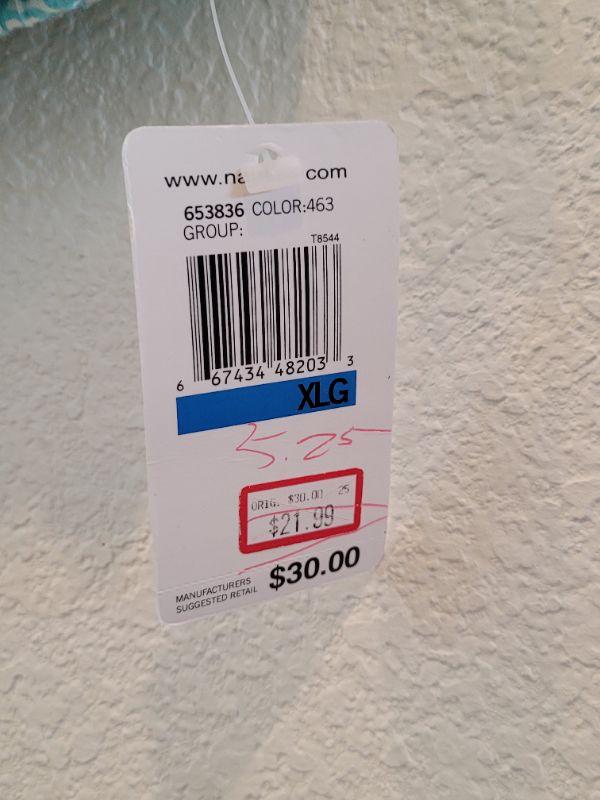 www.na com
653836 COLOR:463
GROUP:
T8544
6 67434 48203 3
XLG
5.25
ORIG. $30.00 25
$21.99
MANUFACTURERS
SUGGESTED RETAIL $30.00